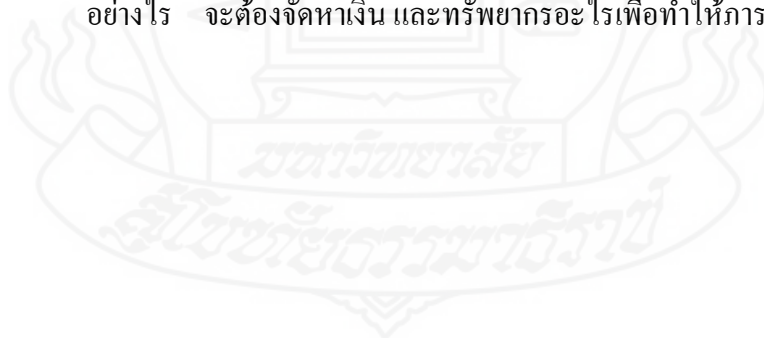 อย่างไร จะต้องจัดหาเงิน และทรัพยากรอะไรเพื่อทำให้ภาร
มหาวิทยาลัย
สุโขทัยธรรมาธิราช